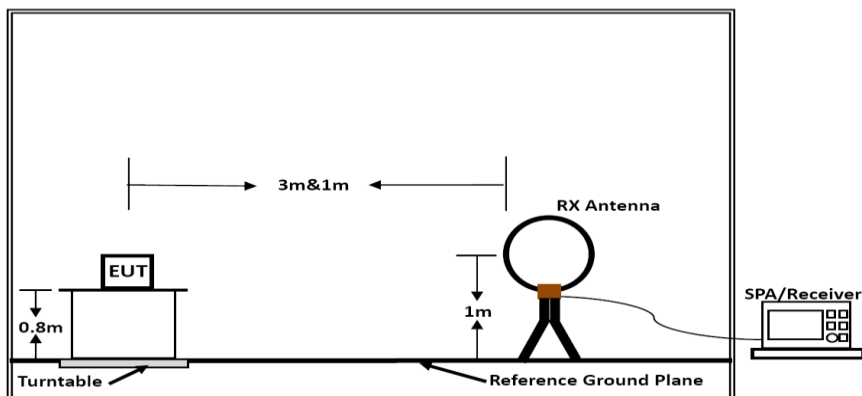 3m&1m
RX Antenna
EUT
SPA/Receiver
1m
0.8m
Turntable
Reference Ground Plane